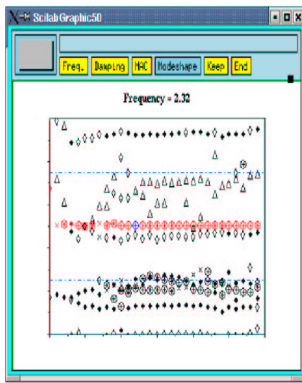 ScilabGraphic50
Freq. Damping MAC Modeshape Keep End
Frequency = 2.32